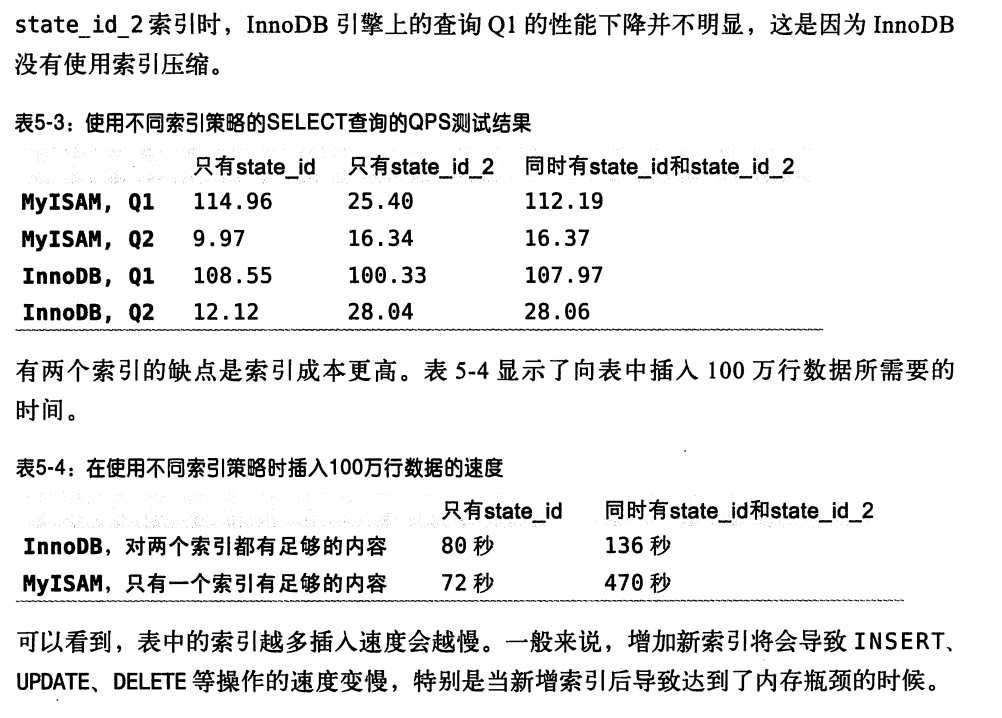 state_id_2索引时，InnoDB 引擎上的查询 Q1 的性能下降并不明显，这是因为 InnoDB
没有使用索引压缩。
表5-3：使用不同索引策略的SELECT查询的QPS测试结果
只有state_id 只有state_id_2 同时有state_id和state_id_2
MyISAM, Q1 114.96 25.40 112.19
MyISAM, Q2 9.97 16.34 16.37
InnoDB, Q1 108.55 100.33 107.97
InnoDB, Q2 12.12 28.04 28.06
有两个索引的缺点是索引成本更高。表 5-4 显示了向表中插入 100 万行数据所需要的
时间。
表5-4：在使用不同索引策略时插入100万行数据的速度
只有state_id 同时有state_id和state_id_2
InnoDB，对两个索引都有足够的内容 80 秒 136 秒
MyISAM，只有一个索引有足够的内容 72 秒 470 秒
可以看到，表中的索引越多插入速度会越慢。一般来说，增加新索引将会导致 INSERT、
UPDATE、DELETE 等操作的速度变慢，特别是当新增索引后导致达到了内存瓶颈的时候。